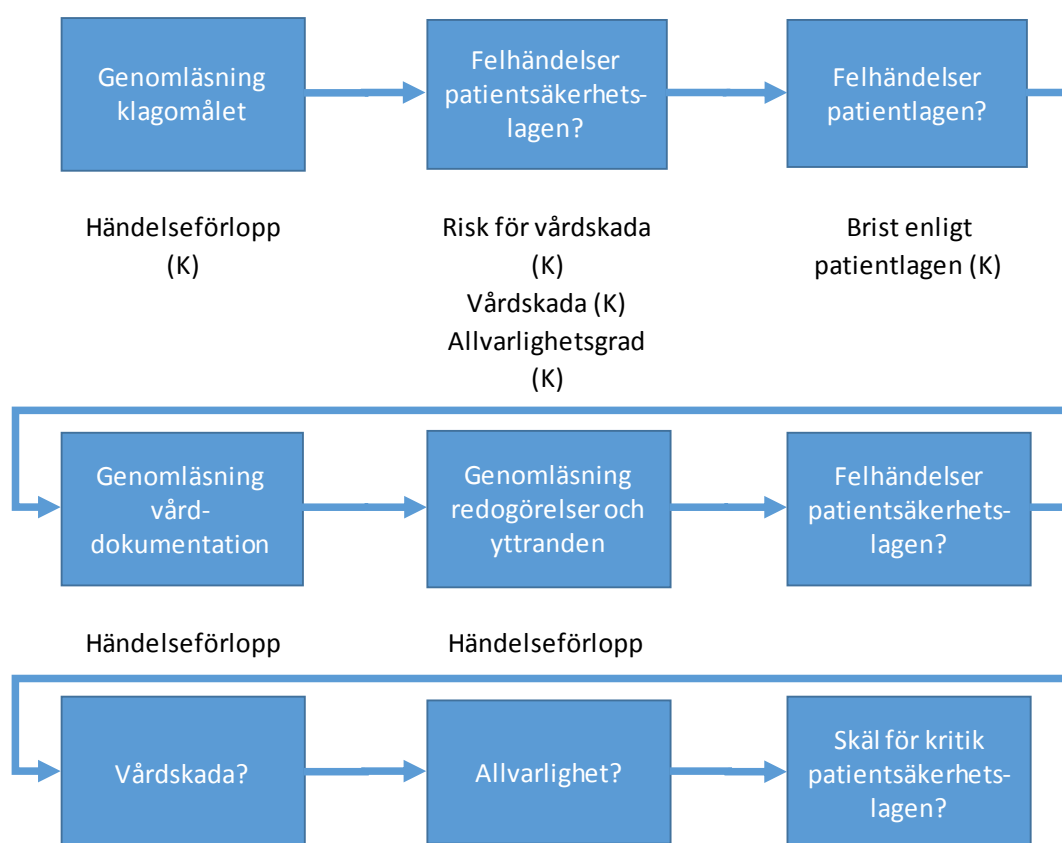 Genomläsning
klagomålet
Felhändelser
patientsäkerhets-
lagen?
Felhändelser
patientlagen?
Händelseförlopp
(K)
Risk för vårdskada
(K)
Vårdskada (K)
Allvarlighetsgrad
(K)
Brist enligt
patientlagen (K)
Genomläsning
vård-
dokumentation
Genomläsning
redogörelser och
yttranden
Felhändelser
patientsäkerhets-
lagen?
Händelseförlopp
Händelseförlopp
Vårdskada?
Allvarlighet?
Skäl för kritik
patientsäkerhets-
lagen?